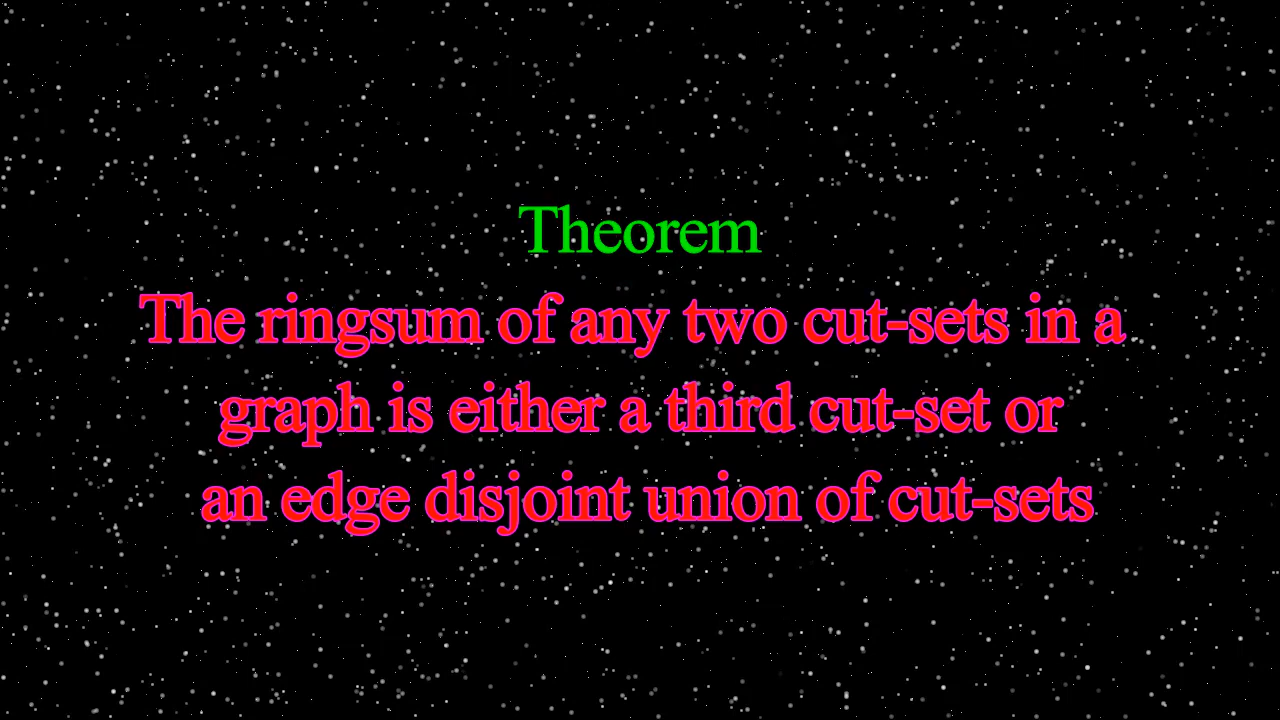 Theorem
The ringsum of any two cut-sets in a
graph is either a third cut-set or
an edge disjoint union of cut-sets